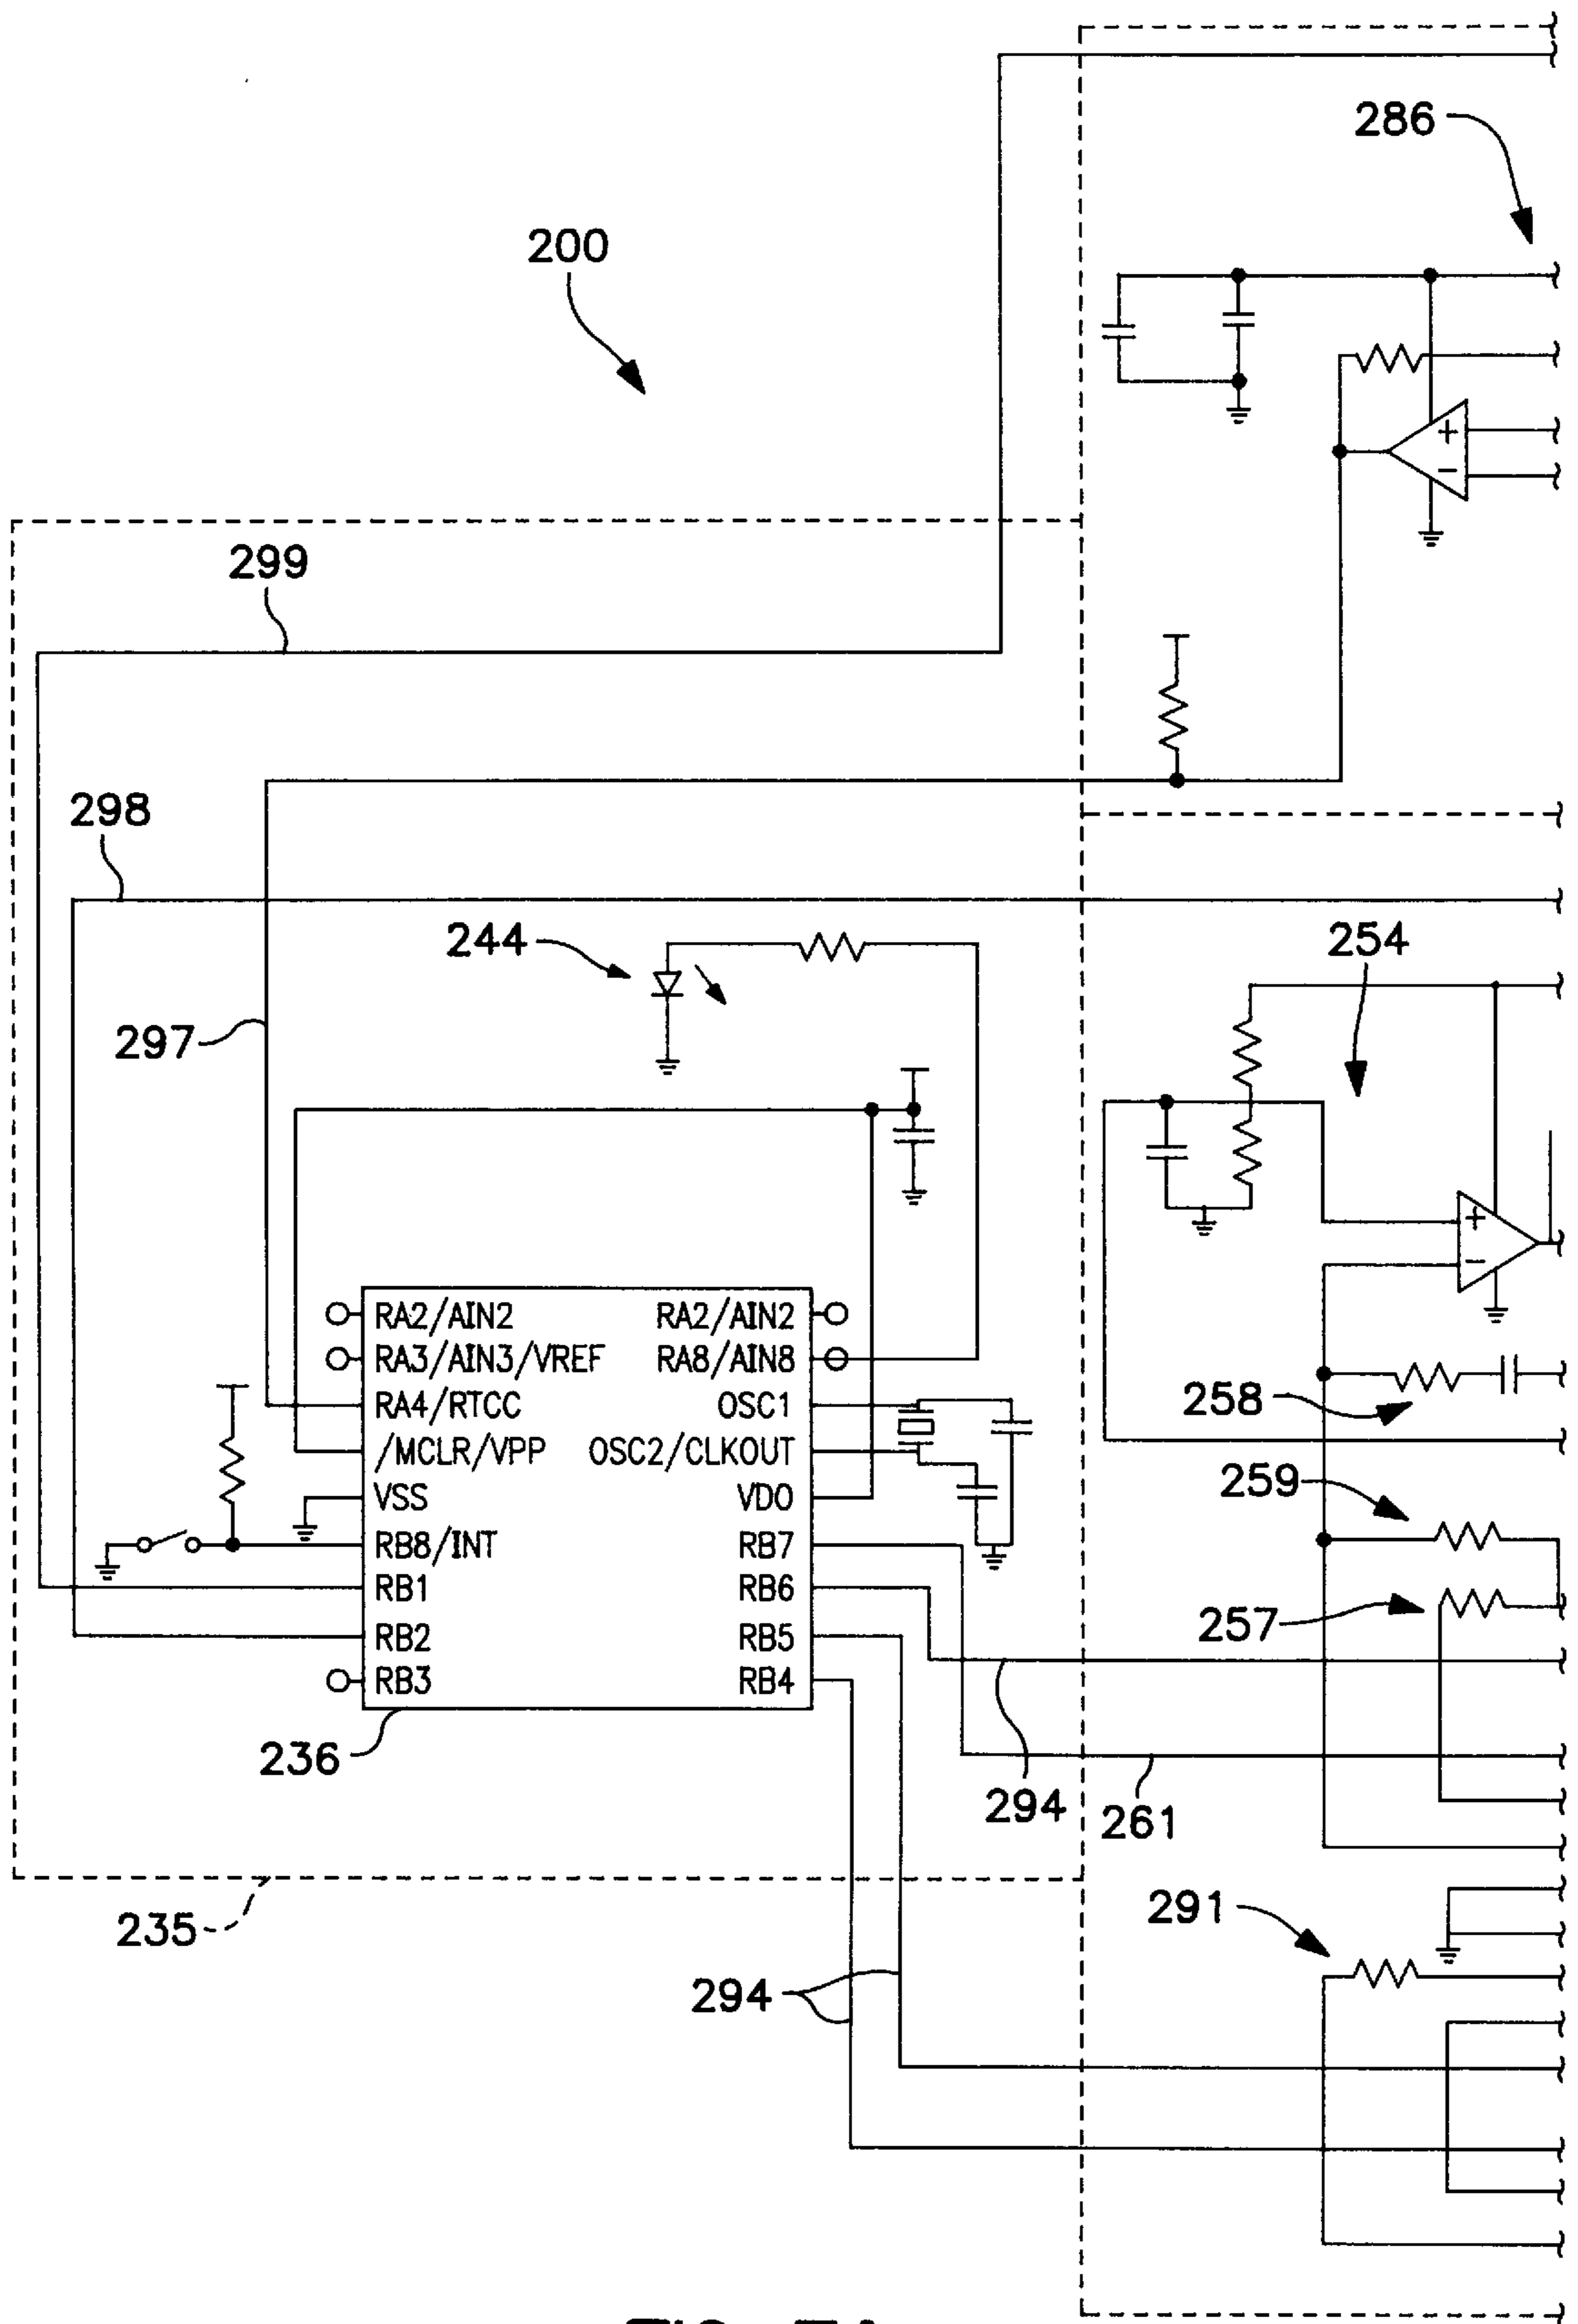 286
200
+
−
299
298
244
254
297
+
−
RA2/AIN2 RA2/AIN2
RA3/AIN3/VREF RA8/AIN8
RA4/RTCC OSC1
/MCLR/VPP OSC2/CLKOUT
VSS VDO
RB8/INT RB7
RB1 RB6
RB2 RB5
RB3 RB4
258
259
257
236
294
261
235
291
294